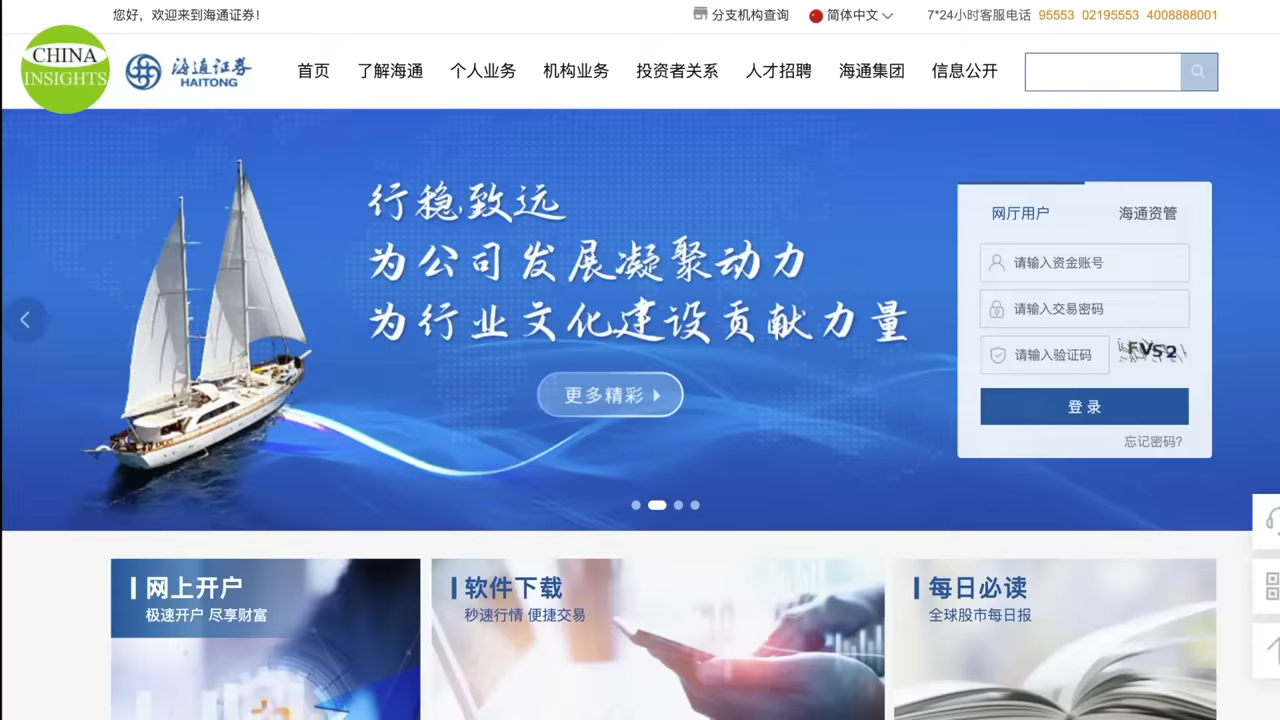 您好，欢迎来到海通证券！
分支机构查询
简体中文
7*24小时客服电话 95553 02195553 4008888001
CHINA
INSIGHTS
海通证券
HAITONG
首页
了解海通
个人业务
机构业务
投资者关系
人才招聘
海通集团
信息公开
行稳致远
为公司发展凝聚动力
为行业文化建设贡献力量
更多精彩
网厅用户
海通资管
请输入资金账号
请输入交易密码
请输入验证码
FVS2
登录
忘记密码?
网上开户
极速开户 尽享财富
软件下载
秒速行情 便捷交易
每日必读
全球股市每日报